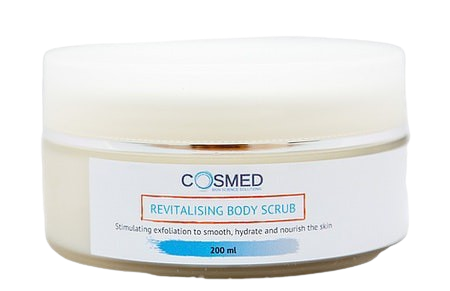 COSMED
SKIN SCIENCE SOLUTIONS
REVITALISING BODY SCRUB
Stimulating exfoliation to smooth, hydrate and nourish the skin
200 ml